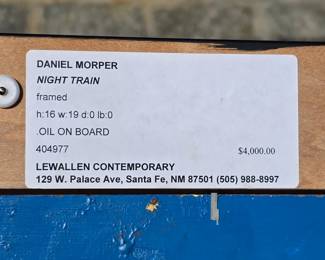 DANIEL MORPER
NIGHT TRAIN
framed
h:16 w:19 d:0 lb:0
.OIL ON BOARD
404977 $4,000.00
LEWALLEN CONTEMPORARY
129 W. Palace Ave, Santa Fe, NM 87501 (505) 988-8997